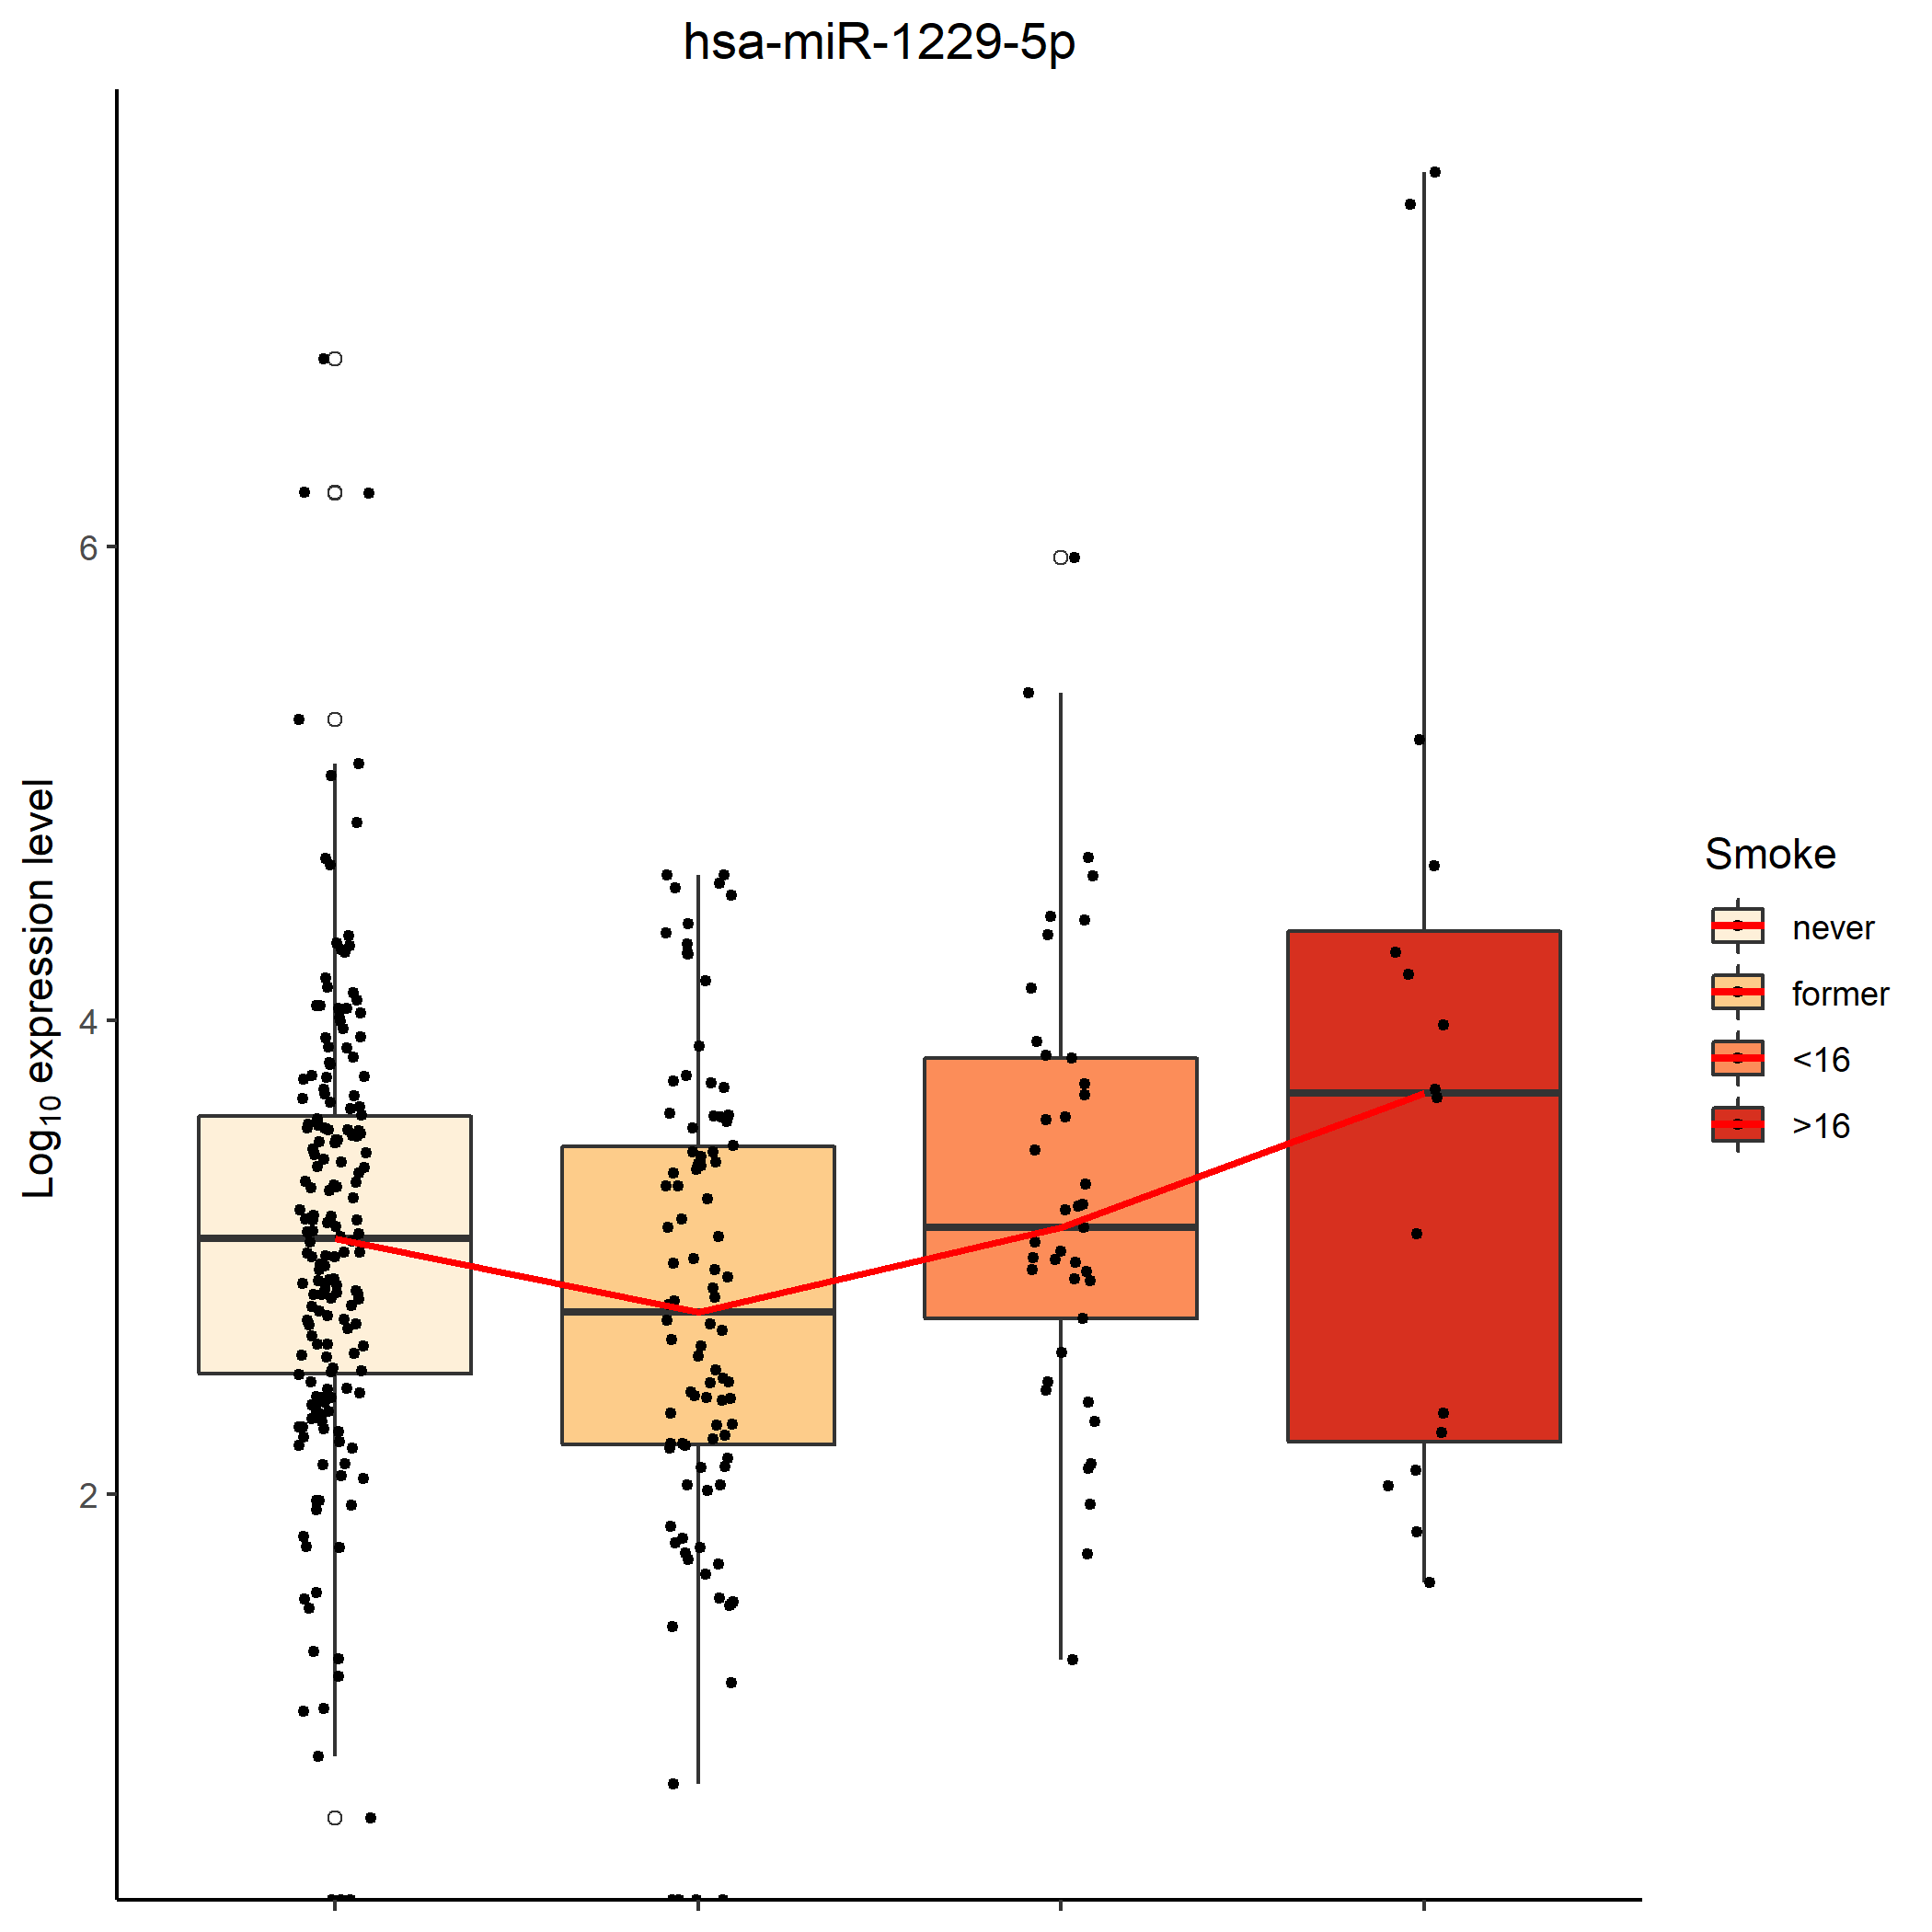 hsa-miR-1229-5p
Log₁₀ expression level
6
4
2
Smoke
never
former
<16
>16